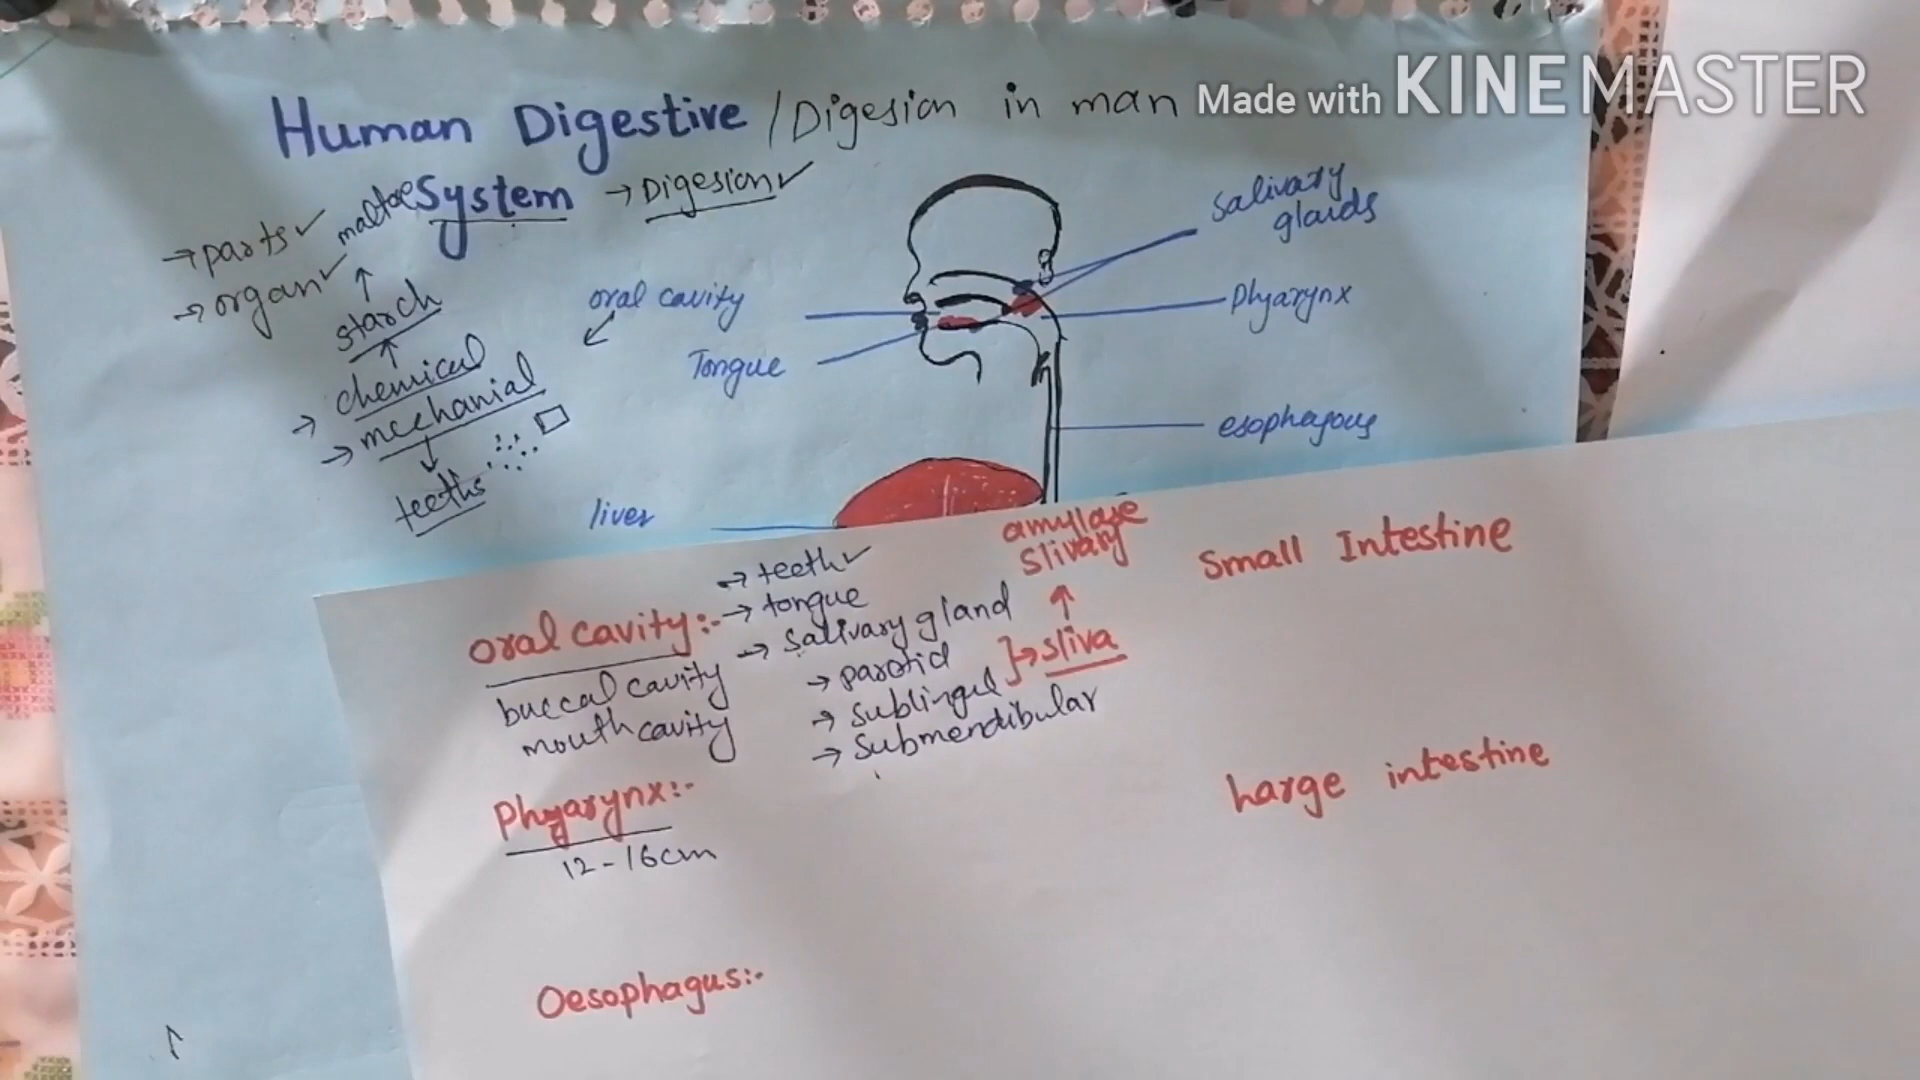 Made with KINEMASTER
Human Digestive / Digesion in man
System → Digesion✓
→ parts✓
→ organ✓
maltoe
↑
starch
↑
→ chemical
→ mechanial
↓
teeths
oral cavity
Tongue
liver
salivary
glands
Phyarynx
esophagous
oral cavity:-
buccal cavity
mouth cavity
→ teeth✓
→ tongue
→ salivary gland
→ parotid
→ sublingul
→ submendibular
}→ sliva
↑
amylase
Slivary
Phyarynx:-
12-16cm
Oesophagus:-
Small Intestine
harge intestine